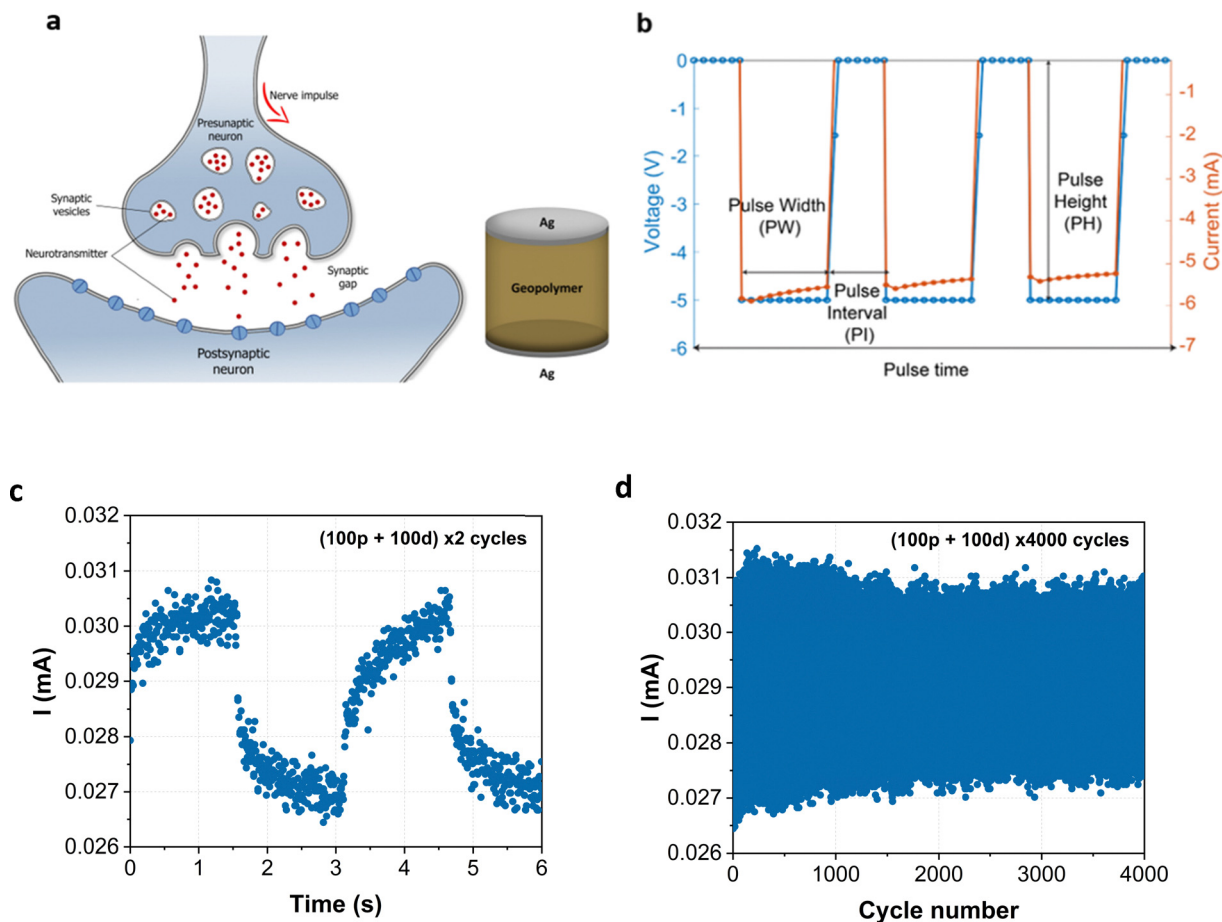 a
Nerve impulse
Presunaptic
neuron
Synaptic
vesicles
Neurotransmitter
Synaptic
gap
Postsynaptic
neuron
Ag
Geopolymer
Ag
b
0
-1
-2
-3
-4
-5
-6
Voltage (V)
Pulse Width
(PW)
Pulse
Interval
(PI)
Pulse
Height
(PH)
Pulse time
-1
-2
-3
-4
-5
-6
-7
Current (mA)
c
0.032
0.031
0.030
0.029
0.028
0.027
0.026
I (mA)
(100p + 100d) x2 cycles
0 1 2 3 4 5 6
Time (s)
d
0.032
0.031
0.030
0.029
0.028
0.027
0.026
I (mA)
(100p + 100d) x4000 cycles
0 1000 2000 3000 4000
Cycle number